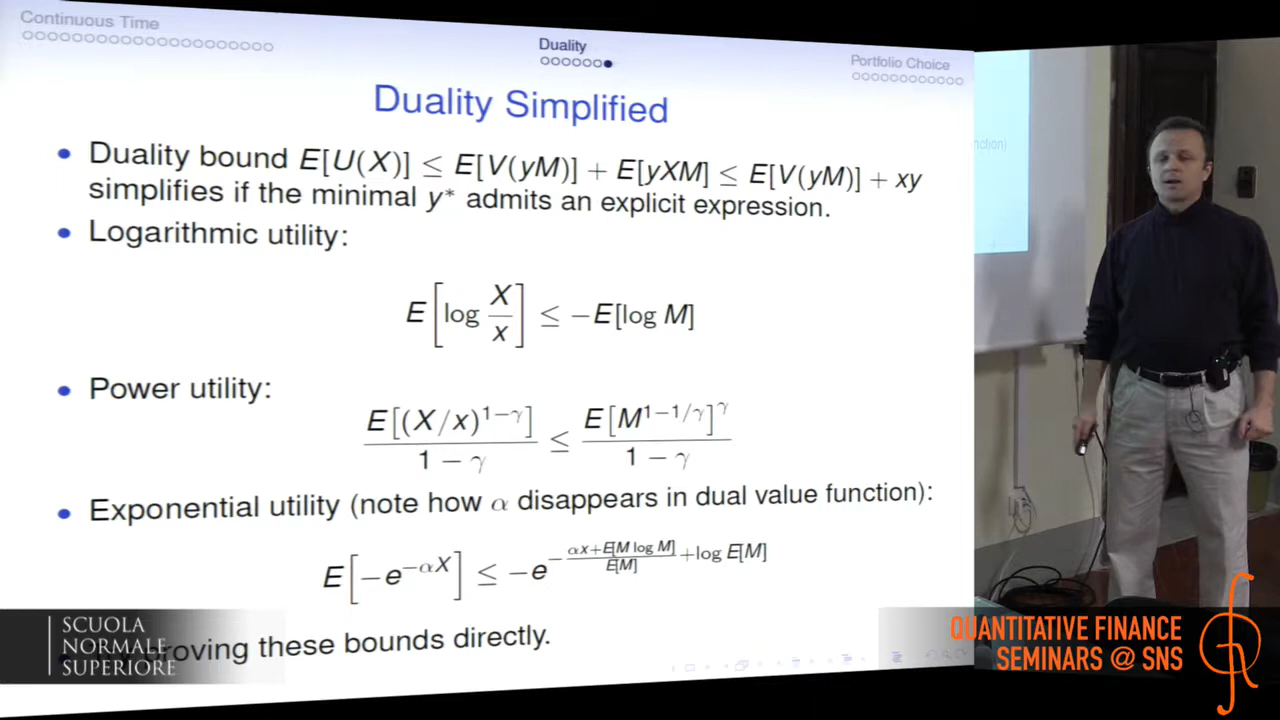 Continuous Time
Duality
Portfolio Choice
Duality Simplified
• Duality bound E[U(X)] ≤ E[V(yM)] + E[yXM] ≤ E[V(yM)] + xy
simplifies if the minimal y* admits an explicit expression.
• Logarithmic utility:
E[log X/x] ≤ −E[log M]
• Power utility:
E[(X/x)^{1−γ}]/(1−γ) ≤ E[M^{1−1/γ}]^γ/(1−γ)
• Exponential utility (note how α disappears in dual value function):
E[−e^{−αX}] ≤ −e^{−(αx+E[M log M])/E[M] + log E[M]}
proving these bounds directly.
nction)
SCUOLA
NORMALE
SUPERIORE
QUANTITATIVE FINANCE
SEMINARS @ SNS